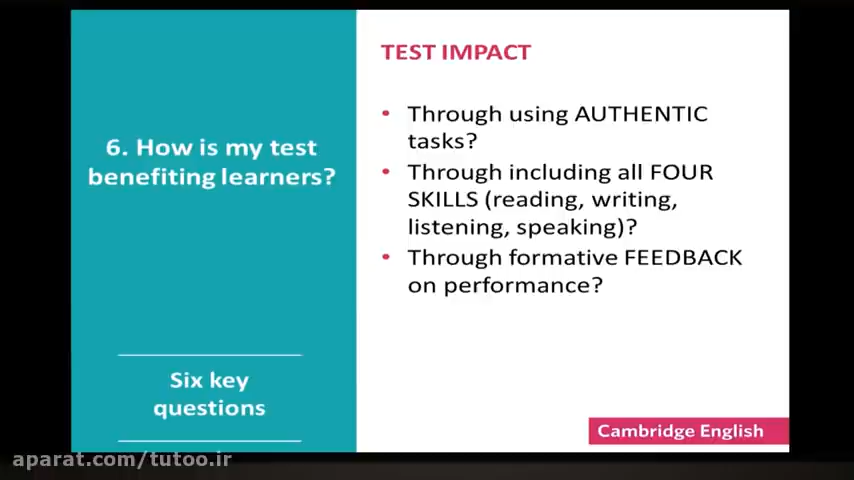 6. How is my test
benefiting learners?
Six key
questions
TEST IMPACT
• Through using AUTHENTIC
tasks?
• Through including all FOUR
SKILLS (reading, writing,
listening, speaking)?
• Through formative FEEDBACK
on performance?
Cambridge English
aparat.com/tutoo.ir